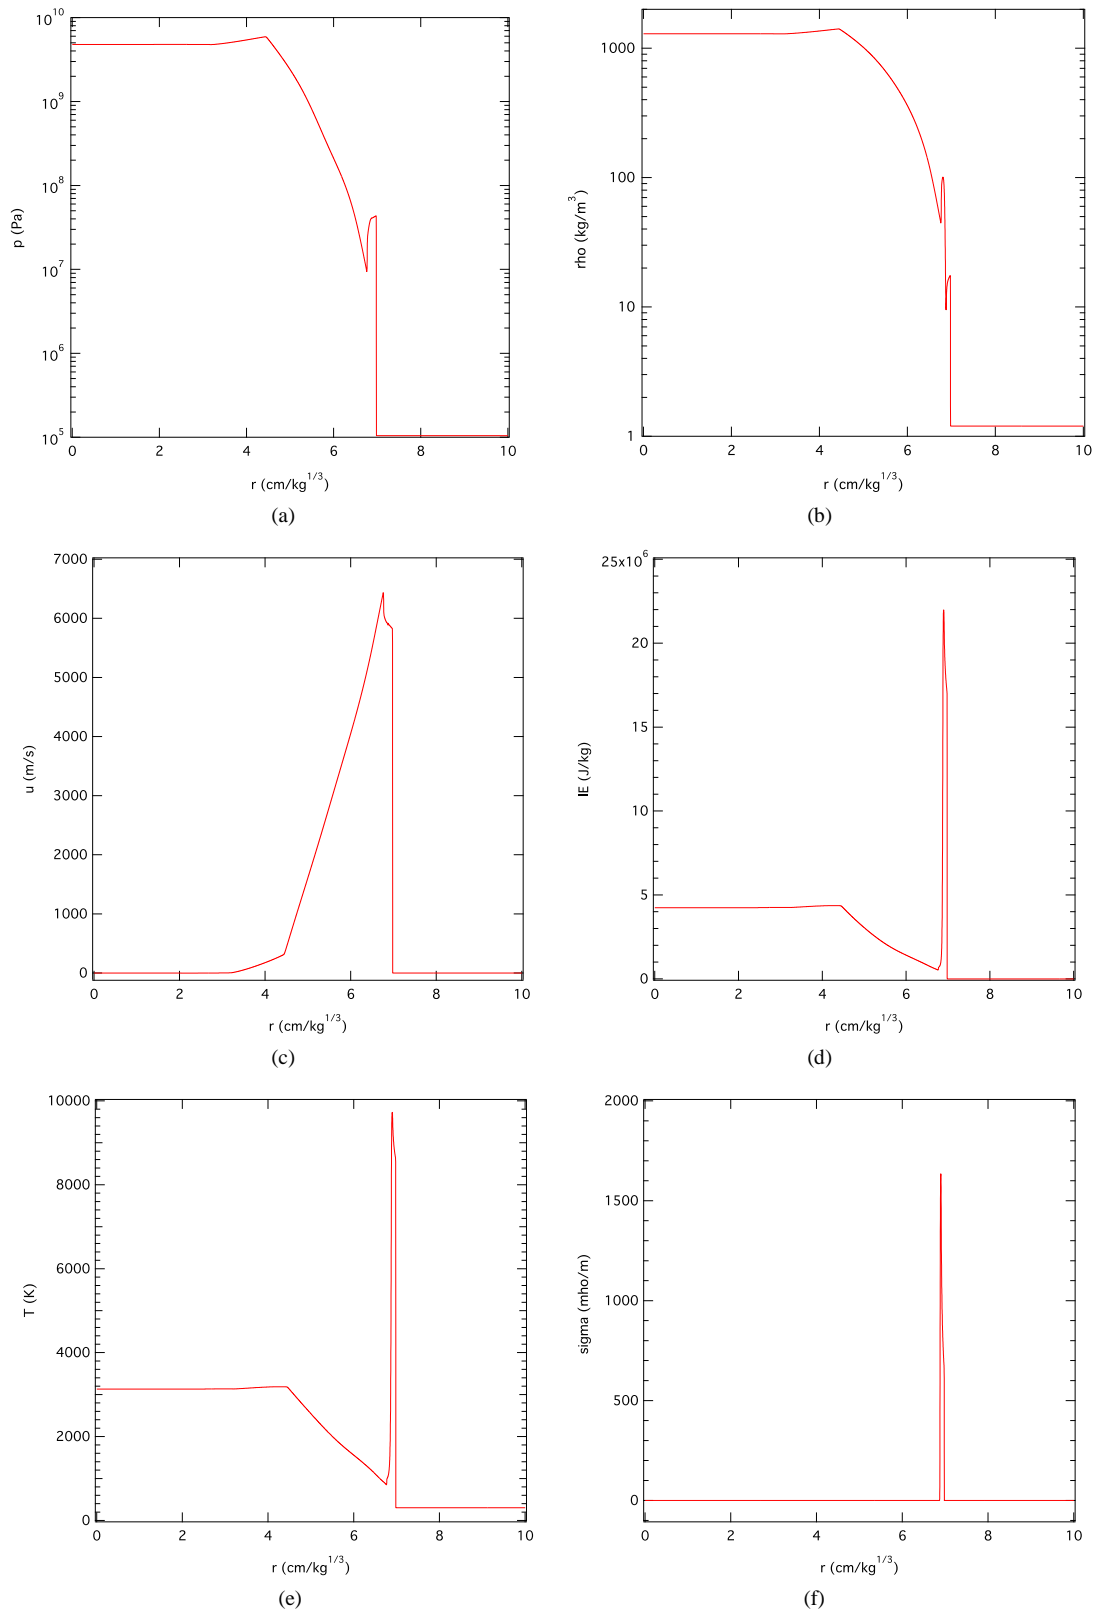 10^10
10^9
10^8
10^7
10^6
10^5
p (Pa)
0 2 4 6 8 10
r (cm/kg^1/3)
(a)
1000
100
10
1
rho (kg/m^3)
0 2 4 6 8 10
r (cm/kg^1/3)
(b)
7000
6000
5000
4000
3000
2000
1000
0
u (m/s)
0 2 4 6 8 10
r (cm/kg^1/3)
(c)
25x10^6
20
15
10
5
0
IE (J/kg)
0 2 4 6 8 10
r (cm/kg^1/3)
(d)
10000
8000
6000
4000
2000
0
T (K)
0 2 4 6 8 10
r (cm/kg^1/3)
(e)
2000
1500
1000
500
0
sigma (mho/m)
0 2 4 6 8 10
r (cm/kg^1/3)
(f)